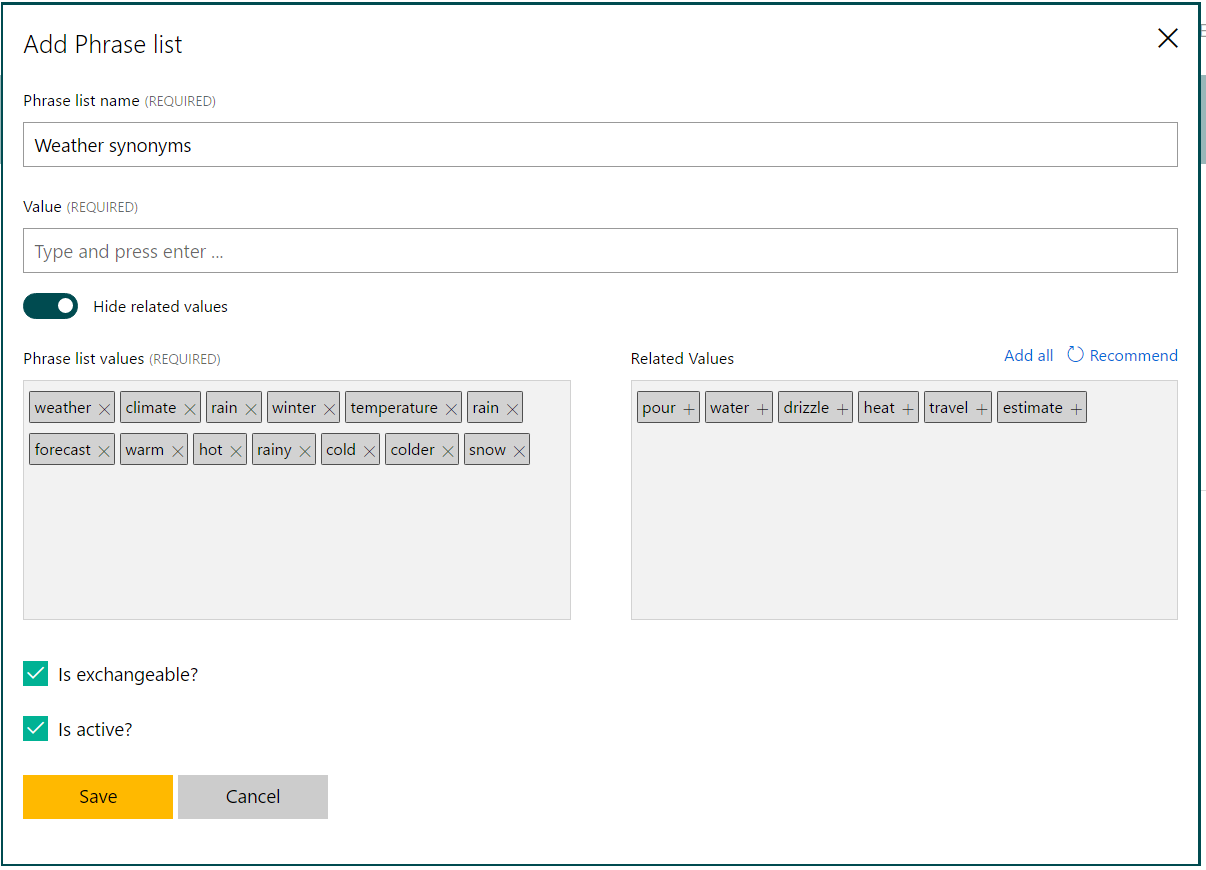 Add Phrase list
Phrase list name (REQUIRED)
Weather synonyms
Value (REQUIRED)
Type and press enter ...
Hide related values
Phrase list values (REQUIRED)
weather climate rain winter temperature rain
forecast warm hot rainy cold colder snow
Related Values Add all Recommend
pour water drizzle heat travel estimate
Is exchangeable?
Is active?
Save Cancel